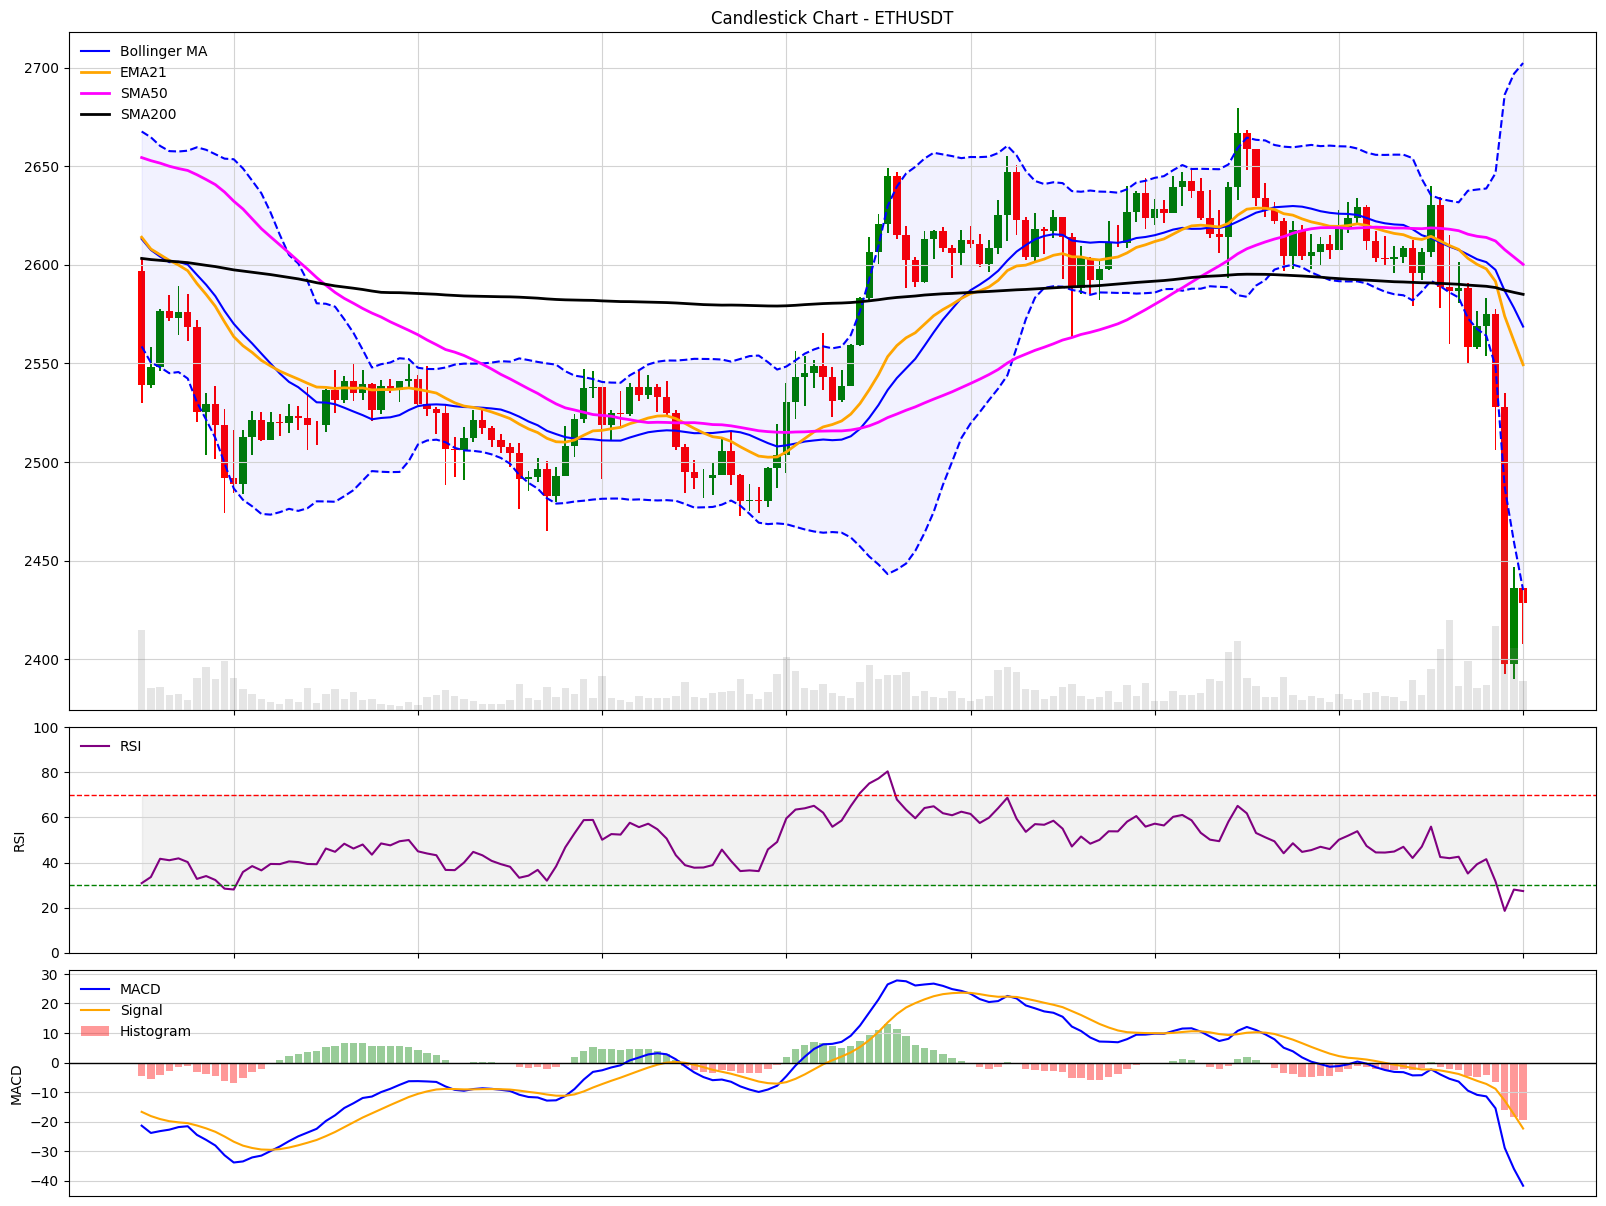 Candlestick Chart - ETHUSDT
Bollinger MA
EMA21
SMA50
SMA200
2700
2650
2600
2550
2500
2450
2400
RSI
100
80
60
40
20
0
RSI
MACD
Signal
Histogram
30
20
10
0
−10
−20
−30
−40
MACD